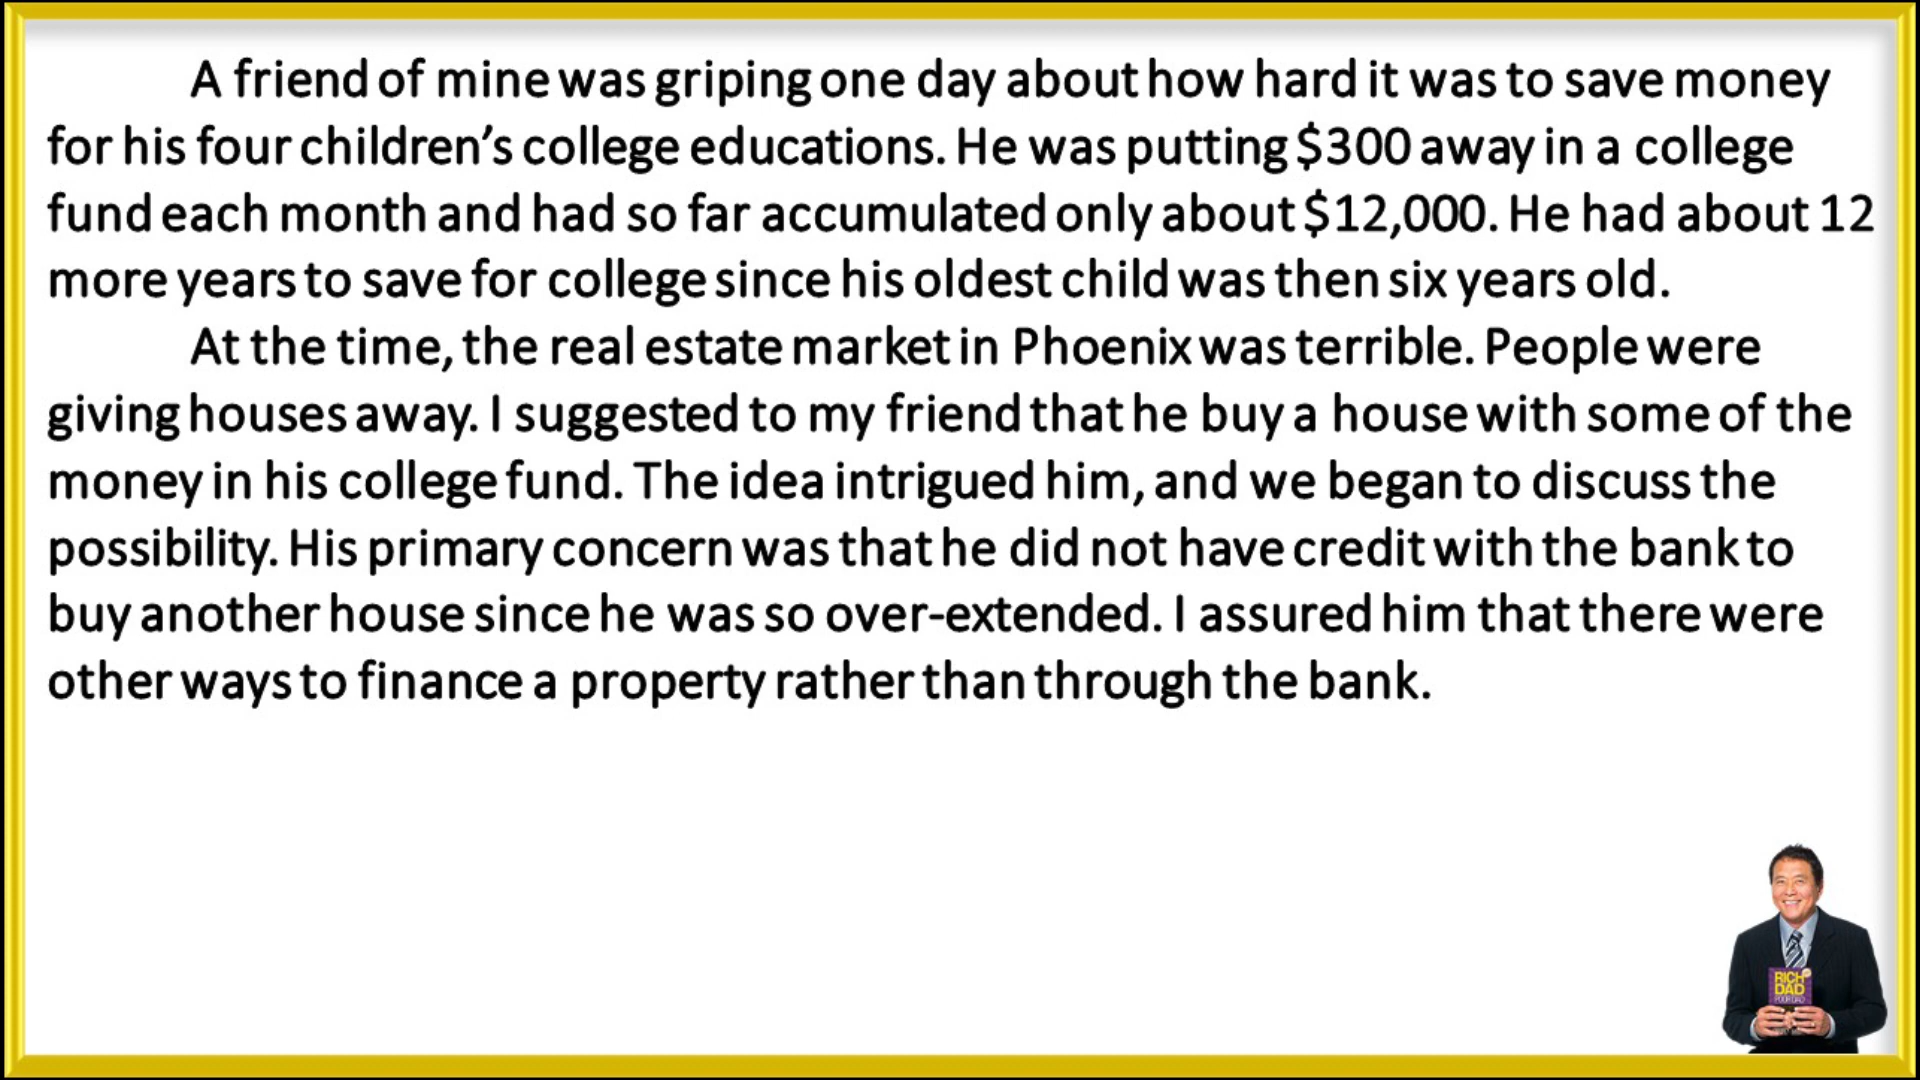 A friend of mine was griping one day about how hard it was to save money
for his four children’s college educations. He was putting $300 away in a college
fund each month and had so far accumulated only about $12,000. He had about 12
more years to save for college since his oldest child was then six years old.
At the time, the real estate market in Phoenix was terrible. People were
giving houses away. I suggested to my friend that he buy a house with some of the
money in his college fund. The idea intrigued him, and we began to discuss the
possibility. His primary concern was that he did not have credit with the bank to
buy another house since he was so over-extended. I assured him that there were
other ways to finance a property rather than through the bank.
RICH
DAD
POOR DAD